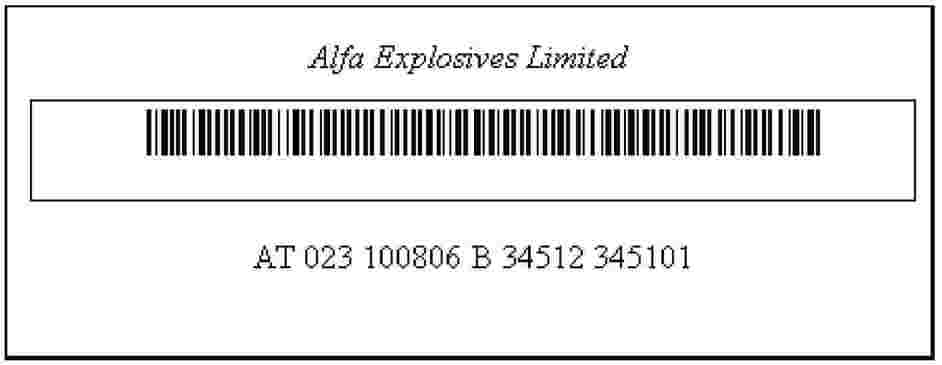 Alfa Explosives Limited
AT 023 100806 B 34512 345101